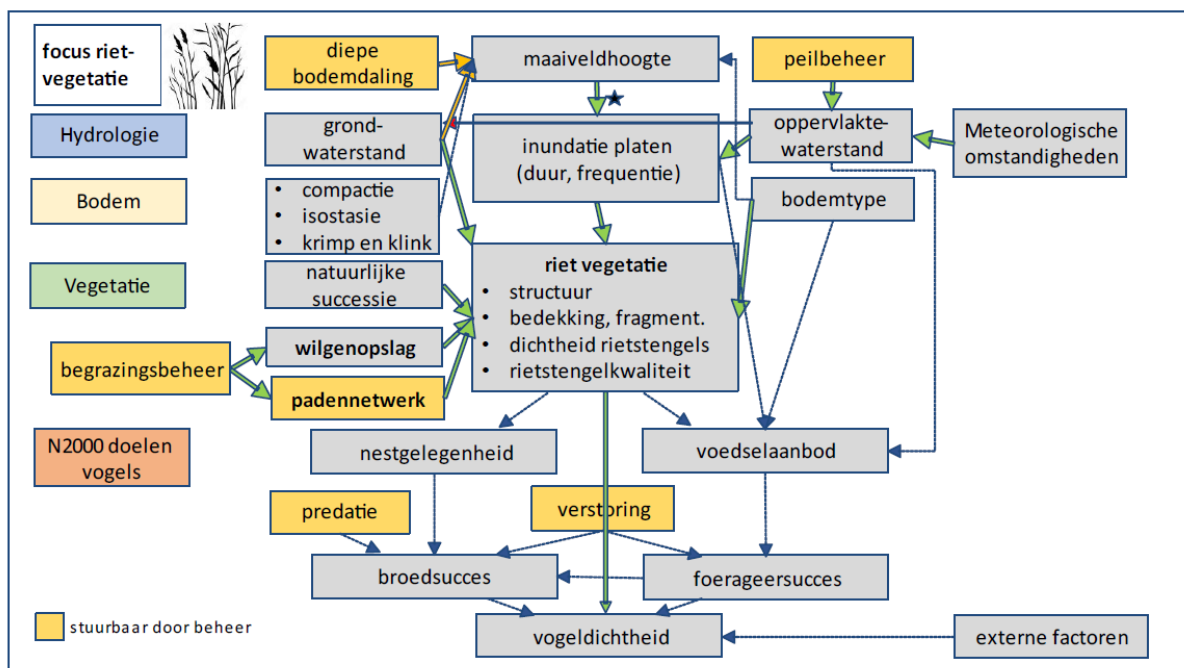 focus riet-
vegetatie
diepe
bodemdaling
maaiveldhoogte
peilbeheer
Hydrologie
grond-
waterstand
inundatie platen
(duur, frequentie)
oppervlakte-
waterstand
Meteorologische
omstandigheden
Bodem
• compactie
• isostasie
• krimp en klink
bodemtype
Vegetatie
natuurlijke
successie
riet vegetatie
• structuur
• bedekking, fragment.
• dichtheid rietstengels
• rietstengelkwaliteit
begrazingsbeheer
wilgenopslag
padennetwerk
N2000 doelen
vogels
nestgelegenheid
voedselaanbod
predatie
verstoring
broedsucces
foerageersucces
stuurbaar door beheer
vogeldichtheid
externe factoren